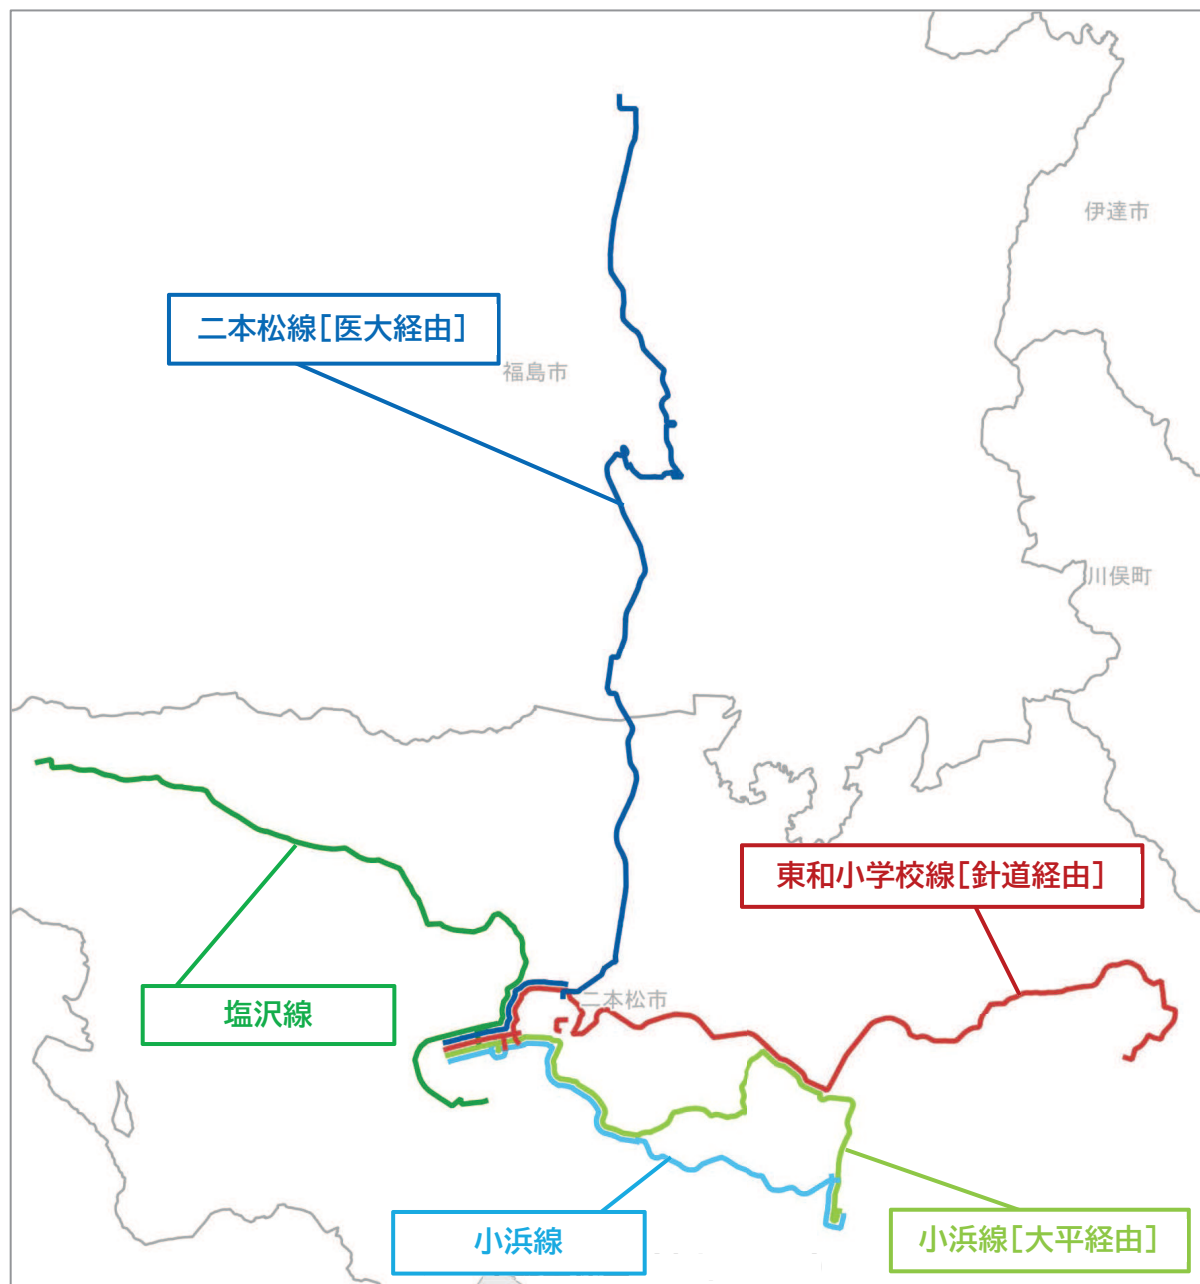 伊達市
二本松線[医大経由]
福島市
川俣町
東和小学校線[針道経由]
二本松市
塩沢線
小浜線
小浜線[大平経由]